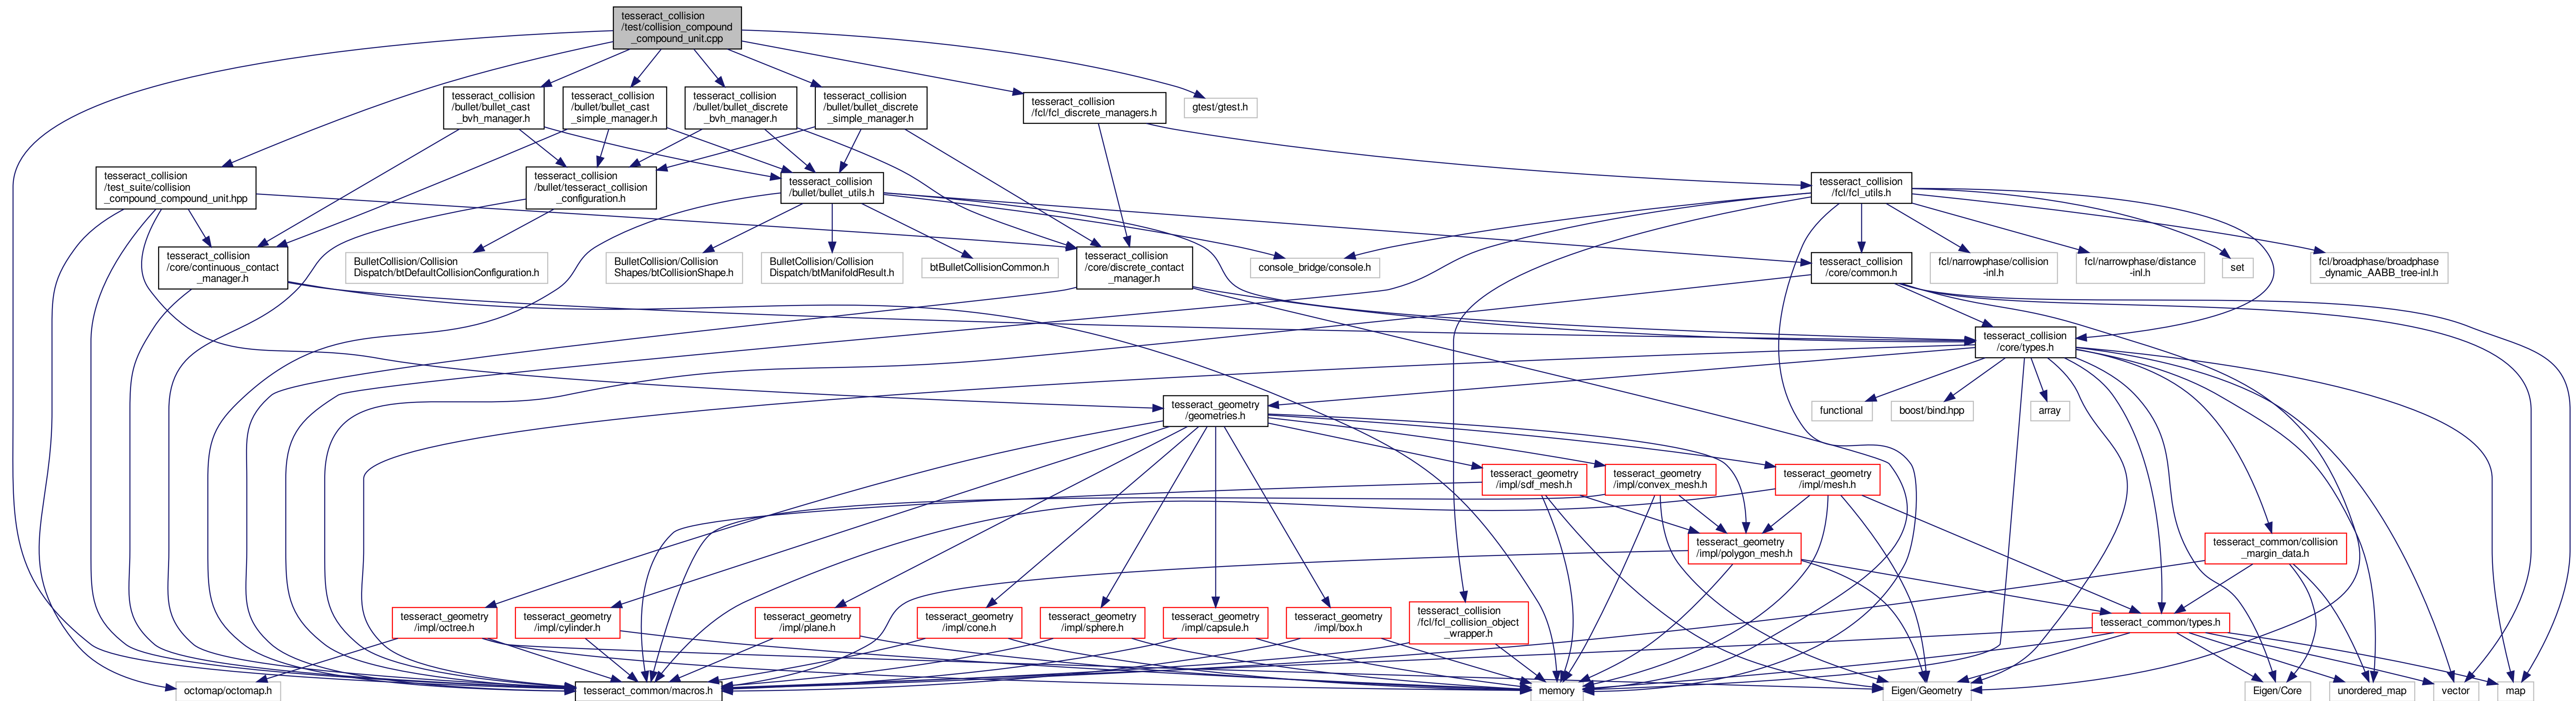 tesseract_collision
/test/collision_compound
_compound_unit.cpp
tesseract_collision
/bullet/bullet_cast
_bvh_manager.h
tesseract_collision
/bullet/bullet_cast
_simple_manager.h
tesseract_collision
/bullet/bullet_discrete
_bvh_manager.h
tesseract_collision
/bullet/bullet_discrete
_simple_manager.h
tesseract_collision
/fcl/fcl_discrete_managers.h
gtest/gtest.h
tesseract_collision
/test_suite/collision
_compound_compound_unit.hpp
tesseract_collision
/bullet/tesseract_collision
_configuration.h
tesseract_collision
/bullet/bullet_utils.h
tesseract_collision
/fcl/fcl_utils.h
tesseract_collision
/core/continuous_contact
_manager.h
BulletCollision/Collision
Dispatch/btDefaultCollisionConfiguration.h
BulletCollision/Collision
Shapes/btCollisionShape.h
BulletCollision/Collision
Dispatch/btManifoldResult.h
btBulletCollisionCommon.h
tesseract_collision
/core/discrete_contact
_manager.h
console_bridge/console.h
tesseract_collision
/core/common.h
fcl/narrowphase/collision
-inl.h
fcl/narrowphase/distance
-inl.h
set
fcl/broadphase/broadphase
_dynamic_AABB_tree-inl.h
tesseract_collision
/core/types.h
tesseract_geometry
/geometries.h
functional
boost/bind.hpp
array
tesseract_geometry
/impl/sdf_mesh.h
tesseract_geometry
/impl/convex_mesh.h
tesseract_geometry
/impl/mesh.h
tesseract_geometry
/impl/polygon_mesh.h
tesseract_common/collision
_margin_data.h
tesseract_geometry
/impl/octree.h
tesseract_geometry
/impl/cylinder.h
tesseract_geometry
/impl/plane.h
tesseract_geometry
/impl/cone.h
tesseract_geometry
/impl/sphere.h
tesseract_geometry
/impl/capsule.h
tesseract_geometry
/impl/box.h
tesseract_collision
/fcl/fcl_collision_object
_wrapper.h
tesseract_common/types.h
octomap/octomap.h
tesseract_common/macros.h
memory
Eigen/Geometry
Eigen/Core
unordered_map
vector
map